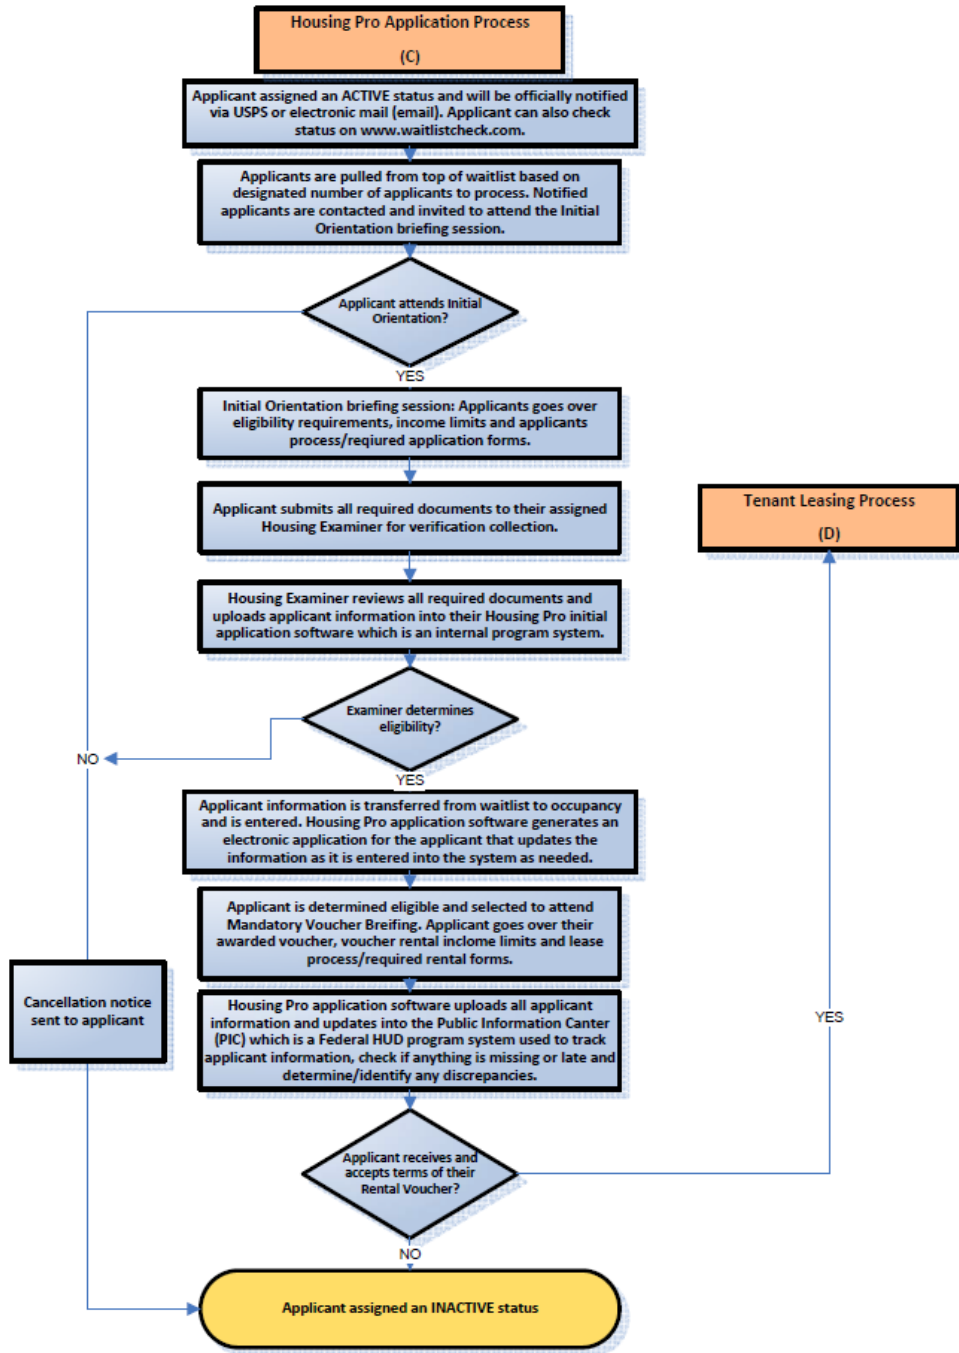 Housing Pro Application Process
(C)
Applicant assigned an ACTIVE status and will be officially notified
via USPS or electronic mail (email). Applicant can also check
status on www.waitlistcheck.com.
Applicants are pulled from top of waitlist based on
designated number of applicants to process. Notified
applicants are contacted and invited to attend the Initial
Orientation briefing session.
Applicant attends Initial
Orientation?
YES
Initial Orientation briefing session: Applicants goes over
eligibility requirements, income limits and applicants
process/reqiured application forms.
Applicant submits all required documents to their assigned
Housing Examiner for verification collection.
Tenant Leasing Process
(D)
Housing Examiner reviews all required documents and
uploads applicant information into their Housing Pro initial
application software which is an internal program system.
Examiner determines
eligibility?
NO
YES
Applicant information is transferred from waitlist to occupancy
and is entered. Housing Pro application software generates an
electronic application for the applicant that updates the
information as it is entered into the system as needed.
Applicant is determined eligible and selected to attend
Mandatory Voucher Breifing. Applicant goes over their
awarded voucher, voucher rental inclome limits and lease
process/required rental forms.
Cancellation notice
sent to applicant
Housing Pro application software uploads all applicant
information and updates into the Public Information Canter
(PIC) which is a Federal HUD program system used to track
applicant information, check if anything is missing or late and
determine/identify any discrepancies.
YES
Applicant receives and
accepts terms of their
Rental Voucher?
NO
Applicant assigned an INACTIVE status